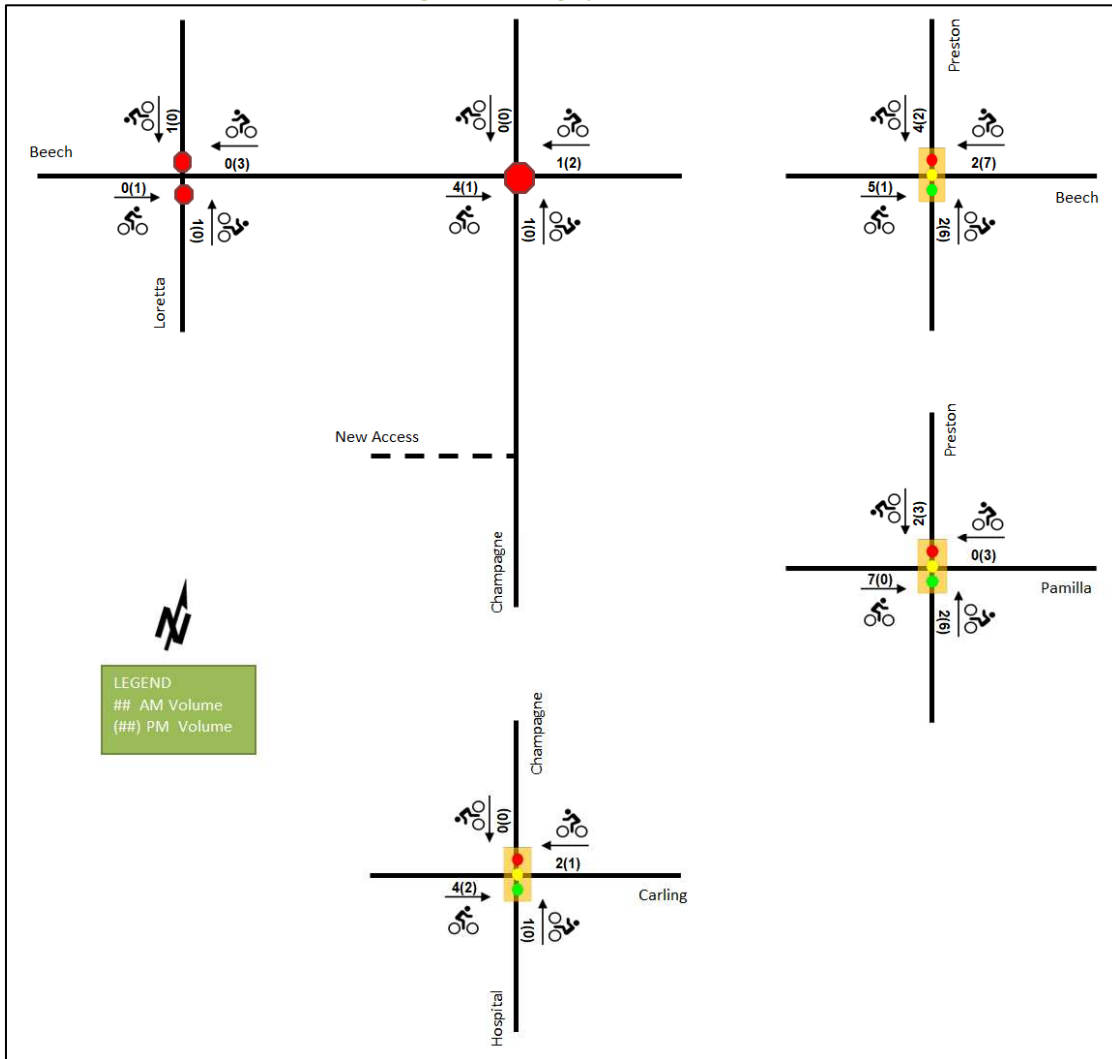 Preston
1(0)
0(0)
4(2)
Beech
0(3)
1(2)
2(7)
0(1)
4(1)
5(1)
Beech
1(0)
1(0)
2(6)
Loretta
Preston
New Access
2(3)
0(3)
Champagne
7(0)
Pamilla
2(6)
N
LEGEND
## AM Volume
(##) PM Volume
Champagne
0(0)
2(1)
4(2)
Carling
1(0)
Hospital